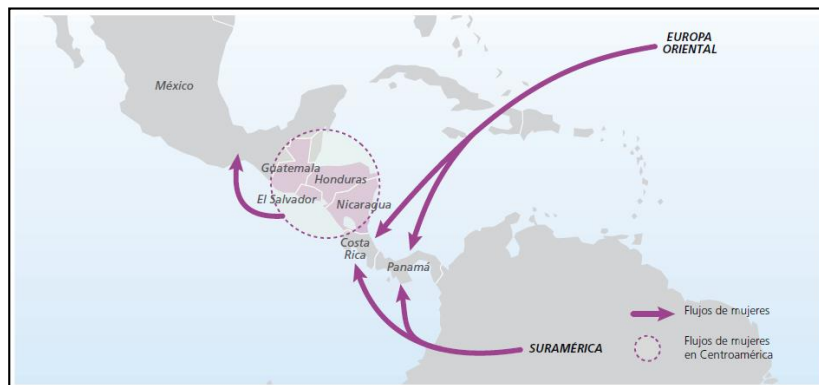 EUROPA
ORIENTAL
México
Guatemala
Honduras
El Salvador
Nicaragua
Costa
Rica
Panamá
Flujos de mujeres
SURAMÉRICA
Flujos de mujeres
en Centroamérica